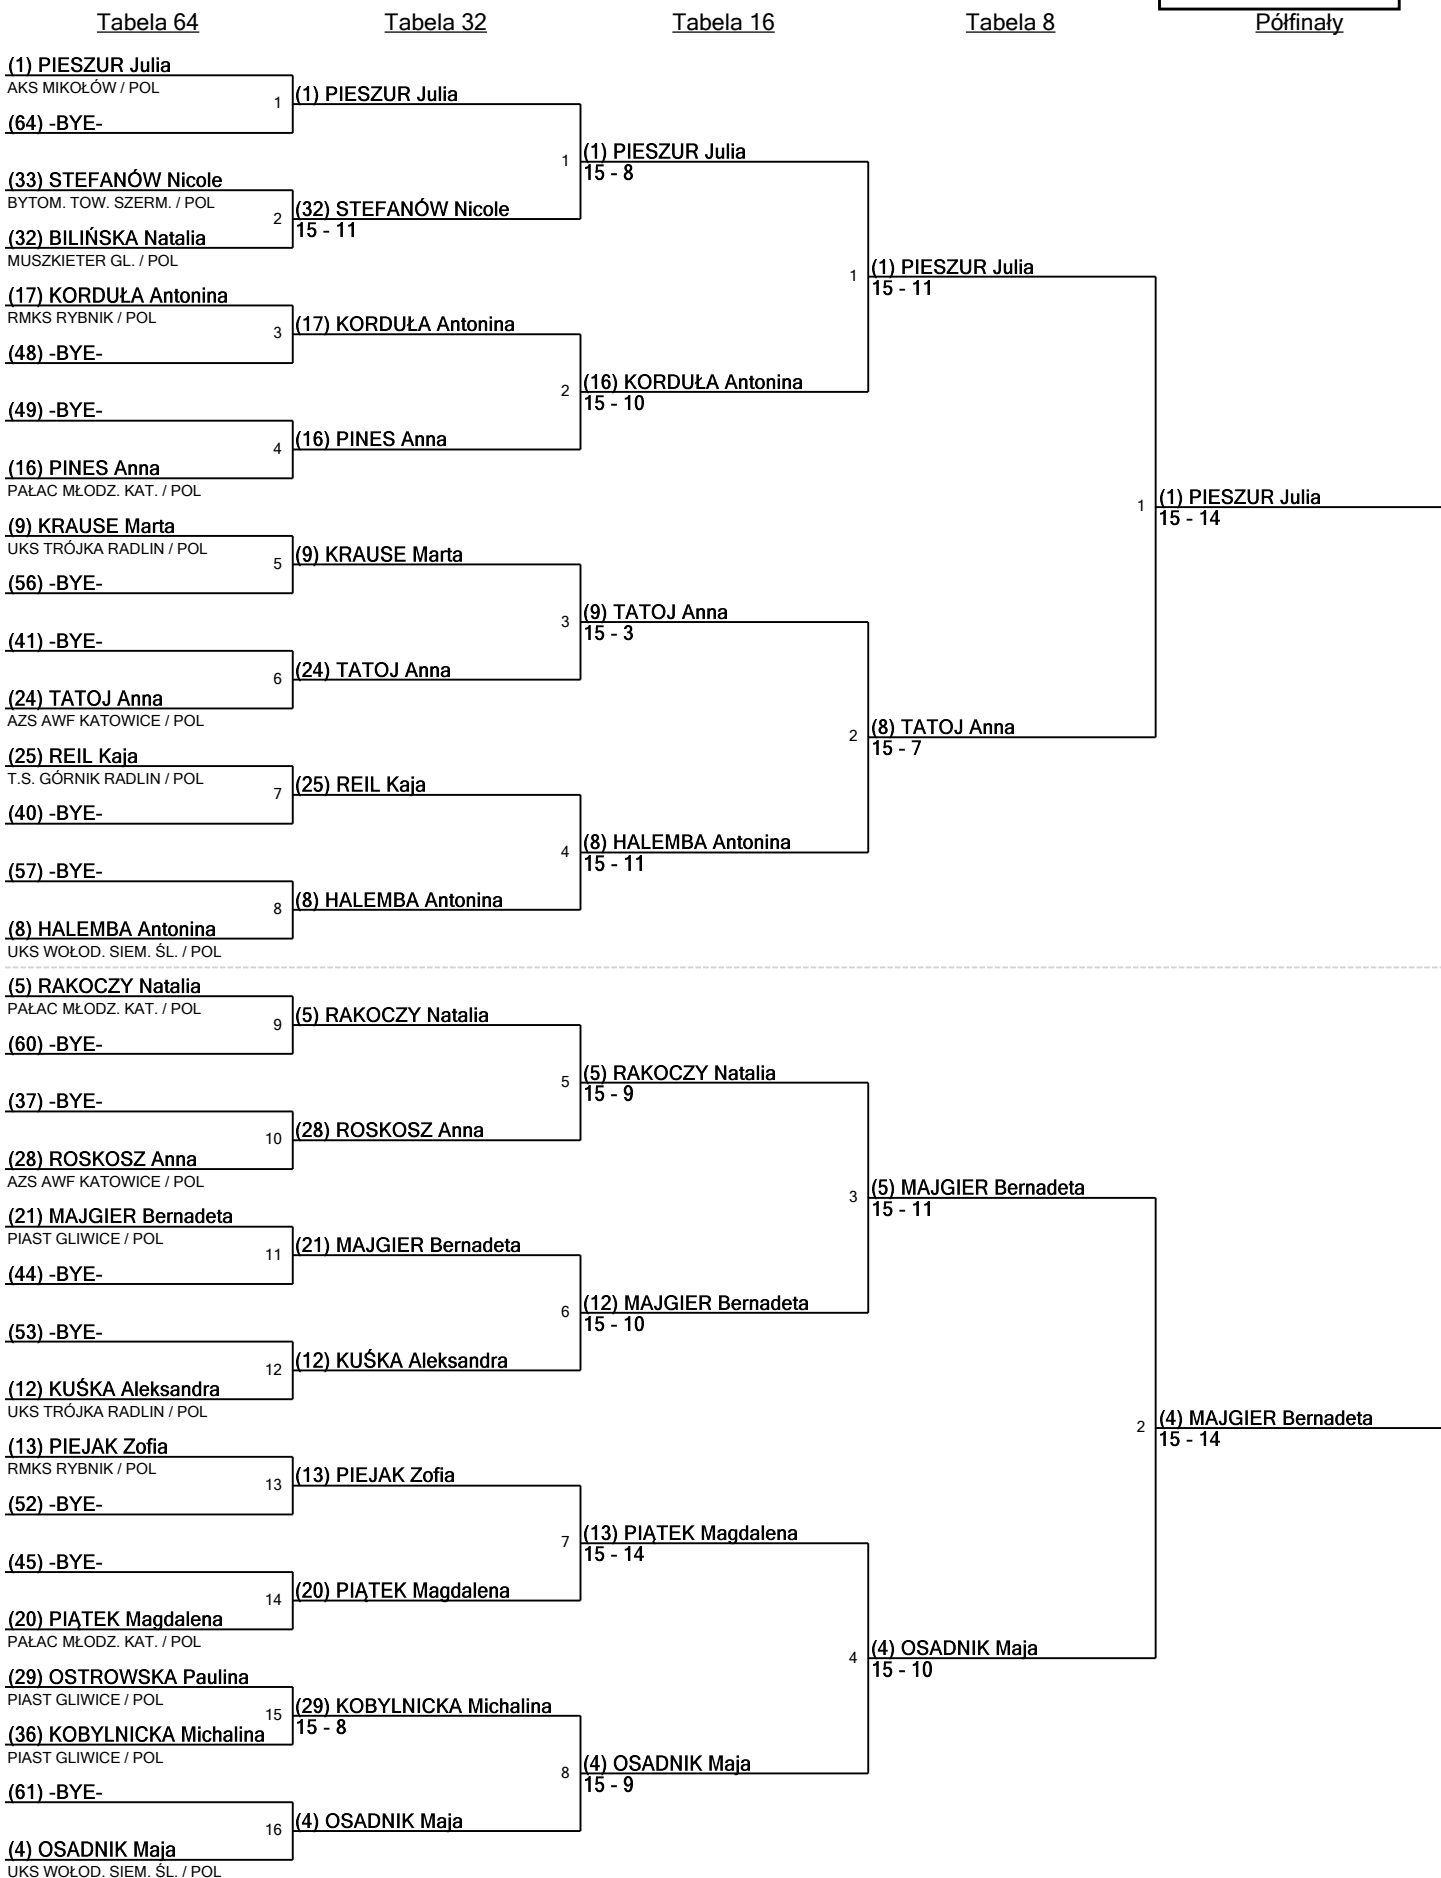 Tabela 64
Tabela 32
Tabela 16
Tabela 8
Półfinały
(1) PIESZUR Julia
AKS MIKOŁÓW / POL
1
(64) -BYE-
(33) STEFANÓW Nicole
BYTOM. TOW. SZERM. / POL
2
(32) BILIŃSKA Natalia
MUSZKIETER GL. / POL
(17) KORDUŁA Antonina
RMKS RYBNIK / POL
3
(48) -BYE-
(49) -BYE-
4
(16) PINES Anna
PAŁAC MŁODZ. KAT. / POL
(9) KRAUSE Marta
UKS TRÓJKA RADLIN / POL
5
(56) -BYE-
(41) -BYE-
6
(24) TATOJ Anna
AZS AWF KATOWICE / POL
(25) REIL Kaja
T.S. GÓRNIK RADLIN / POL
7
(40) -BYE-
(57) -BYE-
8
(8) HALEMBA Antonina
UKS WOŁOD. SIEM. ŚL. / POL
(5) RAKOCZY Natalia
PAŁAC MŁODZ. KAT. / POL
9
(60) -BYE-
(37) -BYE-
10
(28) ROSKOSZ Anna
AZS AWF KATOWICE / POL
(21) MAJGIER Bernadeta
PIAST GLIWICE / POL
11
(44) -BYE-
(53) -BYE-
12
(12) KUŚKA Aleksandra
UKS TRÓJKA RADLIN / POL
(13) PIEJAK Zofia
RMKS RYBNIK / POL
13
(52) -BYE-
(45) -BYE-
14
(20) PIĄTEK Magdalena
PAŁAC MŁODZ. KAT. / POL
(29) OSTROWSKA Paulina
PIAST GLIWICE / POL
15
(36) KOBYLNICKA Michalina
PIAST GLIWICE / POL
(61) -BYE-
16
(4) OSADNIK Maja
UKS WOŁOD. SIEM. ŚL. / POL
(1) PIESZUR Julia
1
(32) STEFANÓW Nicole
15 - 11
(17) KORDUŁA Antonina
2
(16) PINES Anna
(9) KRAUSE Marta
3
(24) TATOJ Anna
(25) REIL Kaja
4
(8) HALEMBA Antonina
(5) RAKOCZY Natalia
5
(28) ROSKOSZ Anna
(21) MAJGIER Bernadeta
6
(12) KUŚKA Aleksandra
(13) PIEJAK Zofia
7
(20) PIĄTEK Magdalena
(29) KOBYLNICKA Michalina
15 - 8
8
(4) OSADNIK Maja
(1) PIESZUR Julia
15 - 8
1
(16) KORDUŁA Antonina
15 - 10
(9) TATOJ Anna
15 - 3
2
(8) HALEMBA Antonina
15 - 11
(5) RAKOCZY Natalia
15 - 9
3
(12) MAJGIER Bernadeta
15 - 10
(13) PIĄTEK Magdalena
15 - 14
4
(4) OSADNIK Maja
15 - 9
(1) PIESZUR Julia
15 - 11
1
(8) TATOJ Anna
15 - 7
(5) MAJGIER Bernadeta
15 - 11
2
(4) OSADNIK Maja
15 - 10
(1) PIESZUR Julia
15 - 14
(4) MAJGIER Bernadeta
15 - 14